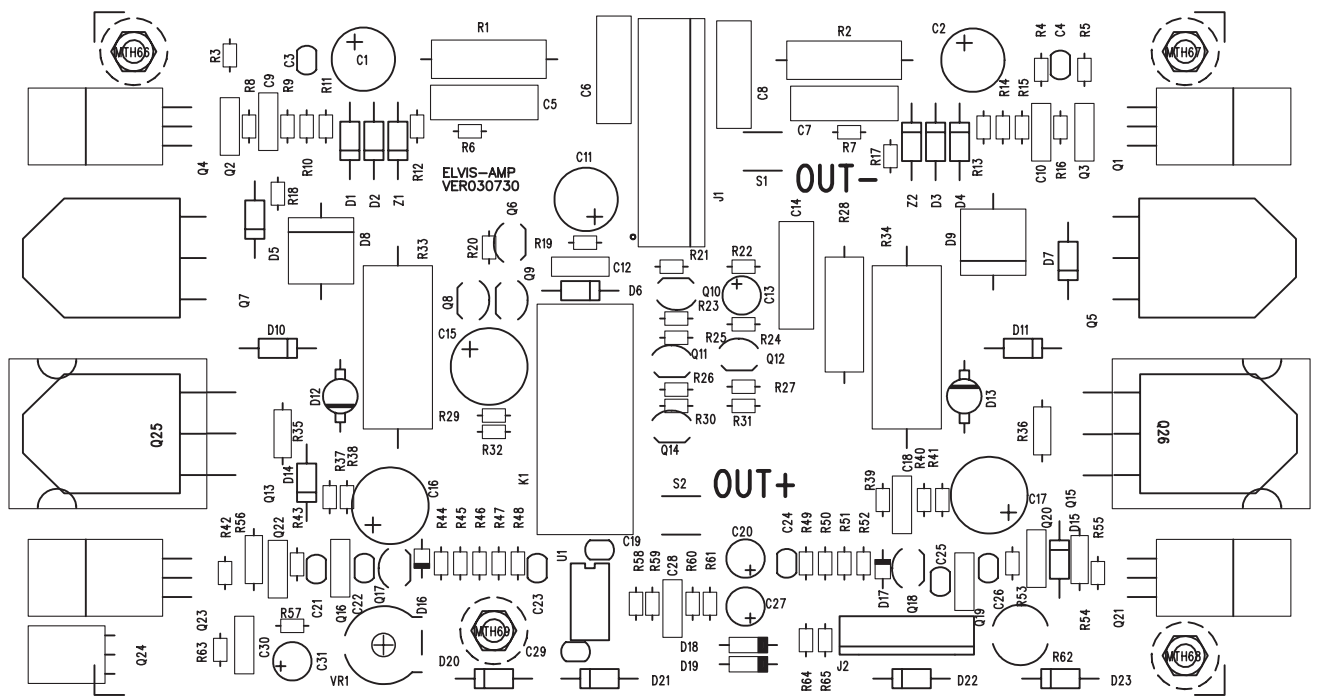 MTH66
R3
C3
C1
R1
C6
R2
C2
R4
C4
R5
MTH67
R8
C9
R9
R11
C5
C8
C7
R14
R15
Q4
Q2
R10
R12
R6
R7
R17
R13
C10
R16
Q3
Q1
ELVIS-AMP
VER030730
C11
J1
S1
OUT-
R18
D1
D2
Z1
Q6
C14
R28
Z2
D3
D4
D5
D8
R33
R20
R19
R21
R22
R34
D9
D7
Q9
C12
Q7
Q8
D6
Q10
C13
Q5
R23
D10
C15
R25
R24
D11
Q11
Q12
R26
R27
D12
D13
Q25
R35
R29
R30
R31
R36
Q26
R32
Q14
D14
R37
R38
K1
S2
OUT+
R39
C18
R40
R41
Q13
C16
C17
Q15
R42
R56
Q22
R43
R44
R45
R46
R47
R48
C19
C20
C24
R49
R50
R51
R52
Q20
D15
R55
U1
R58
R59
C28
R60
R61
C25
Q23
C21
Q16
C22
Q17
D16
C23
C27
D17
Q18
Q19
C26
R53
R54
Q21
R57
Q24
R63
C30
C31
VR1
MTH69
C29
D18
D19
J2
R62
MTH68
D20
D21
R64
R65
D22
D23